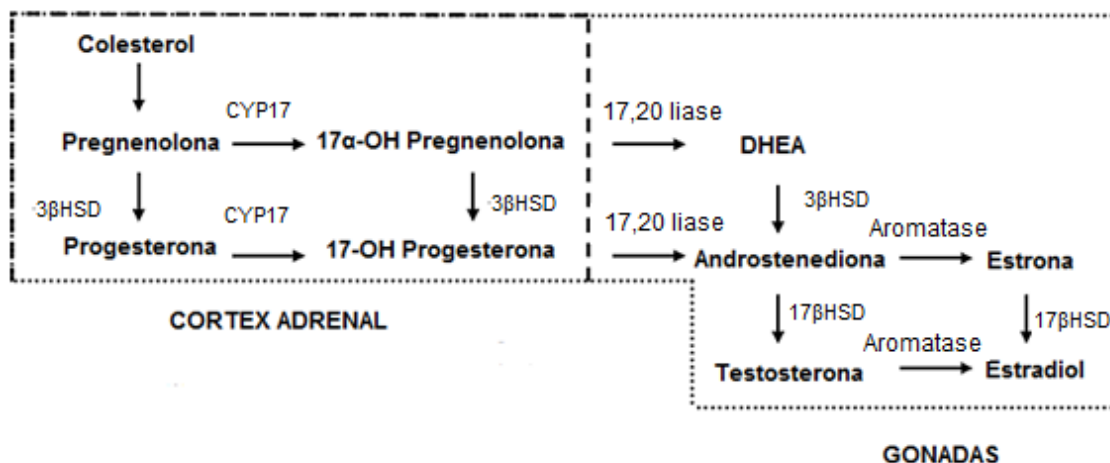 Colesterol
CYP17
17,20 liase
Pregnenolona
17α-OH Pregnenolona
DHEA
3βHSD
3βHSD
3βHSD
CYP17
17,20 liase
Aromatase
Progesterona
17-OH Progesterona
Androstenediona
Estrona
CORTEX ADRENAL
17βHSD
17βHSD
Aromatase
Testosterona
Estradiol
GONADAS